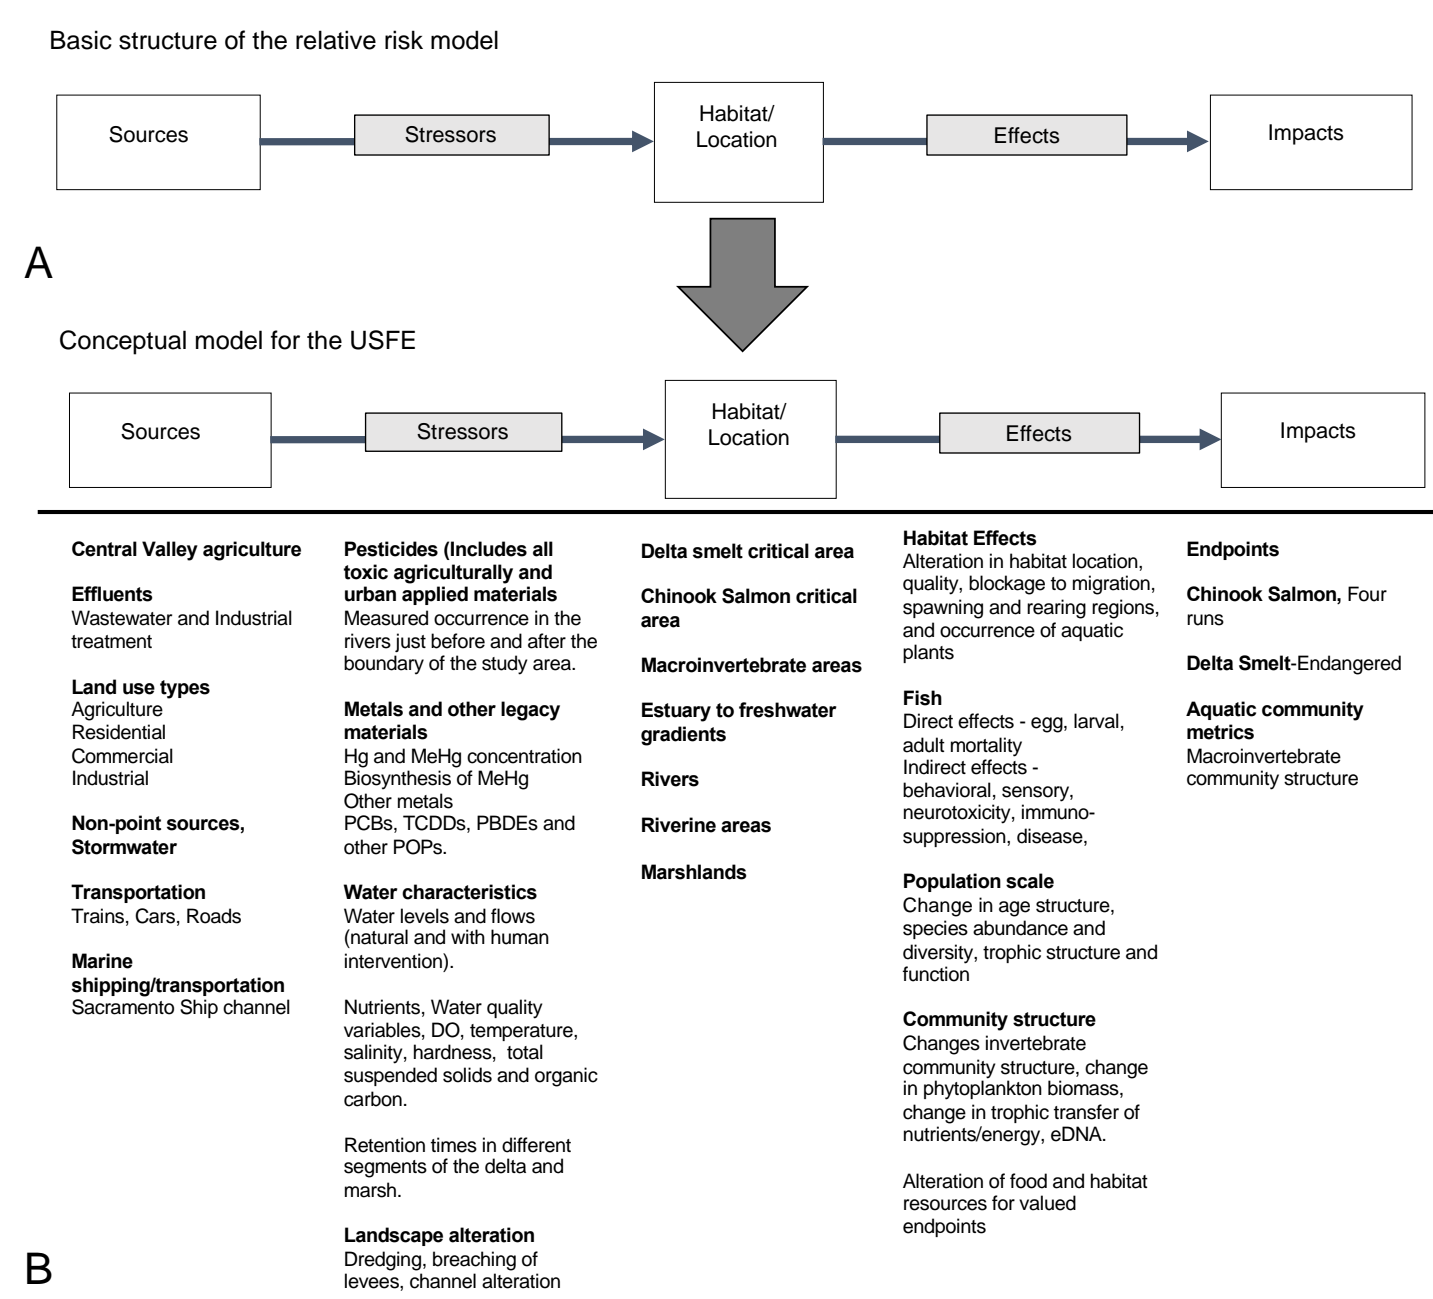 Basic structure of the relative risk model
Sources
Stressors
Habitat/
Location
Effects
Impacts
A
Conceptual model for the USFE
Sources
Stressors
Habitat/
Location
Effects
Impacts
Central Valley agriculture
Effluents
Wastewater and Industrial
treatment
Land use types
Agriculture
Residential
Commercial
Industrial
Non-point sources,
Stormwater
Transportation
Trains, Cars, Roads
Marine
shipping/transportation
Sacramento Ship channel
Pesticides (Includes all
toxic agriculturally and
urban applied materials
Measured occurrence in the
rivers just before and after the
boundary of the study area.
Metals and other legacy
materials
Hg and MeHg concentration
Biosynthesis of MeHg
Other metals
PCBs, TCDDs, PBDEs and
other POPs.
Water characteristics
Water levels and flows
(natural and with human
intervention).
Nutrients, Water quality
variables, DO, temperature,
salinity, hardness, total
suspended solids and organic
carbon.
Retention times in different
segments of the delta and
marsh.
Landscape alteration
Dredging, breaching of
levees, channel alteration
Delta smelt critical area
Chinook Salmon critical
area
Macroinvertebrate areas
Estuary to freshwater
gradients
Rivers
Riverine areas
Marshlands
Habitat Effects
Alteration in habitat location,
quality, blockage to migration,
spawning and rearing regions,
and occurrence of aquatic
plants
Fish
Direct effects - egg, larval,
adult mortality
Indirect effects -
behavioral, sensory,
neurotoxicity, immuno-
suppression, disease,
Population scale
Change in age structure,
species abundance and
diversity, trophic structure and
function
Community structure
Changes invertebrate
community structure, change
in phytoplankton biomass,
change in trophic transfer of
nutrients/energy, eDNA.
Alteration of food and habitat
resources for valued
endpoints
Endpoints
Chinook Salmon, Four
runs
Delta Smelt-Endangered
Aquatic community
metrics
Macroinvertebrate
community structure
B